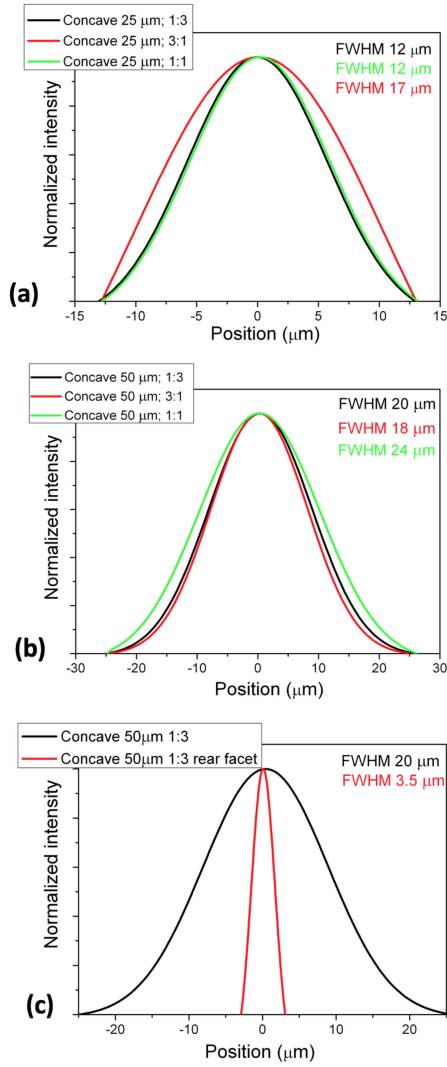 Concave 25 μm; 1:3
Concave 25 μm; 3:1
Concave 25 μm; 1:1
FWHM 12 μm
FWHM 12 μm
FWHM 17 μm
Normalized intensity
(a)
-15 -10 -5 0 5 10 15
Position (μm)
Concave 50 μm; 1:3
Concave 50 μm; 3:1
Concave 50 μm; 1:1
FWHM 20 μm
FWHM 18 μm
FWHM 24 μm
Normalized intensity
(b)
-30 -20 -10 0 10 20 30
Position (μm)
Concave 50μm 1:3
Concave 50μm 1:3 rear facet
FWHM 20 μm
FWHM 3.5 μm
Normalized intensity
(c)
-20 -10 0 10 20
Position (μm)